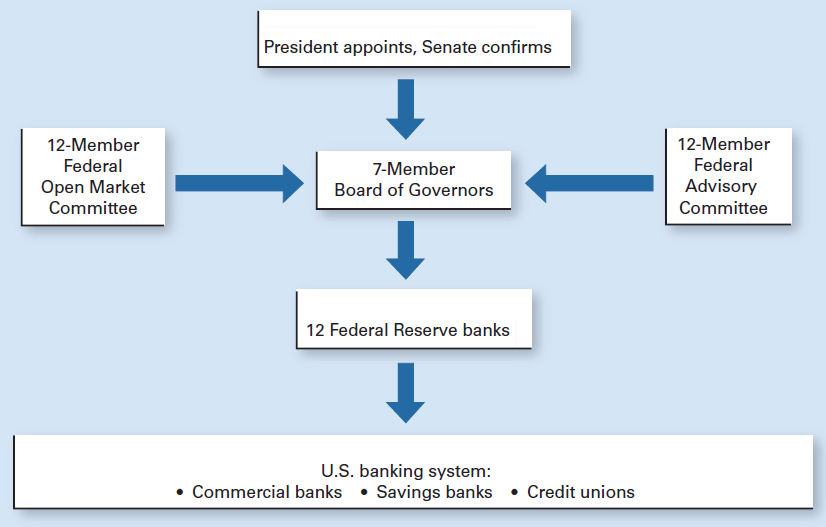 President appoints, Senate confirms
12-Member
Federal
Open Market
Committee
7-Member
Board of Governors
12-Member
Federal
Advisory
Committee
12 Federal Reserve banks
U.S. banking system:
• Commercial banks • Savings banks • Credit unions